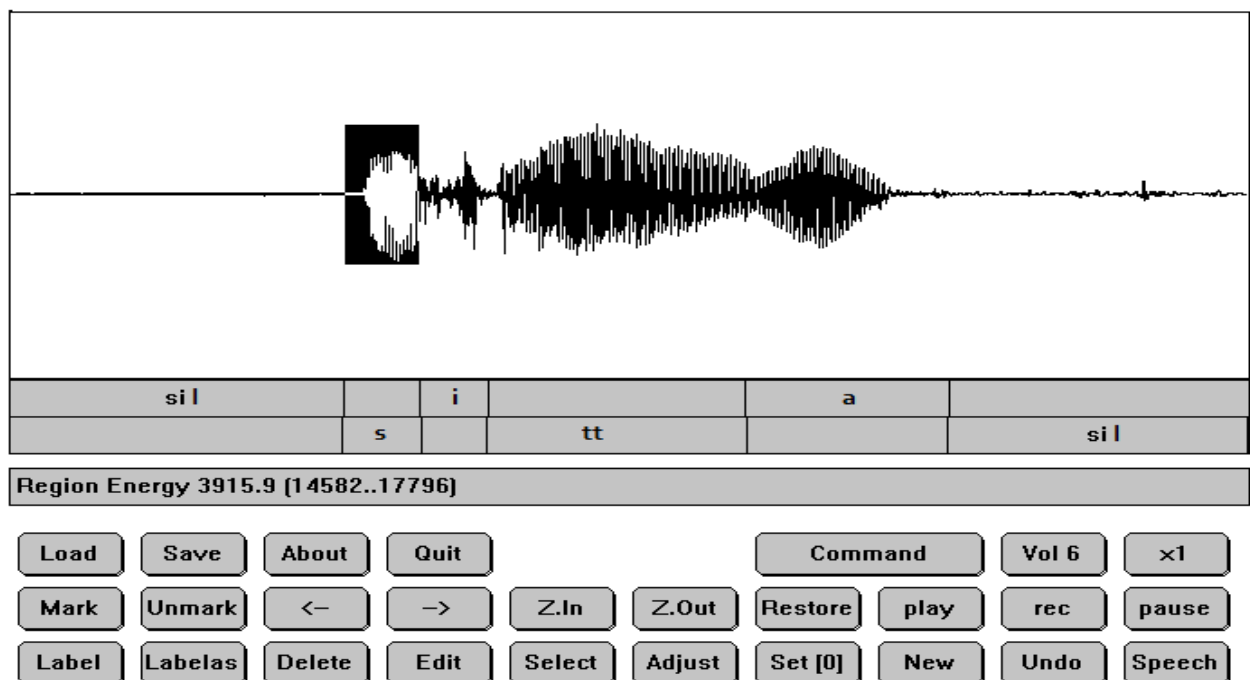 sil i a
s tt sil
Region Energy 3915.9 (14582..17796)
Load Save About Quit Command Vol 6 x1
Mark Unmark <- -> Z.In Z.Out Restore play rec pause
Label Labelas Delete Edit Select Adjust Set [0] New Undo Speech